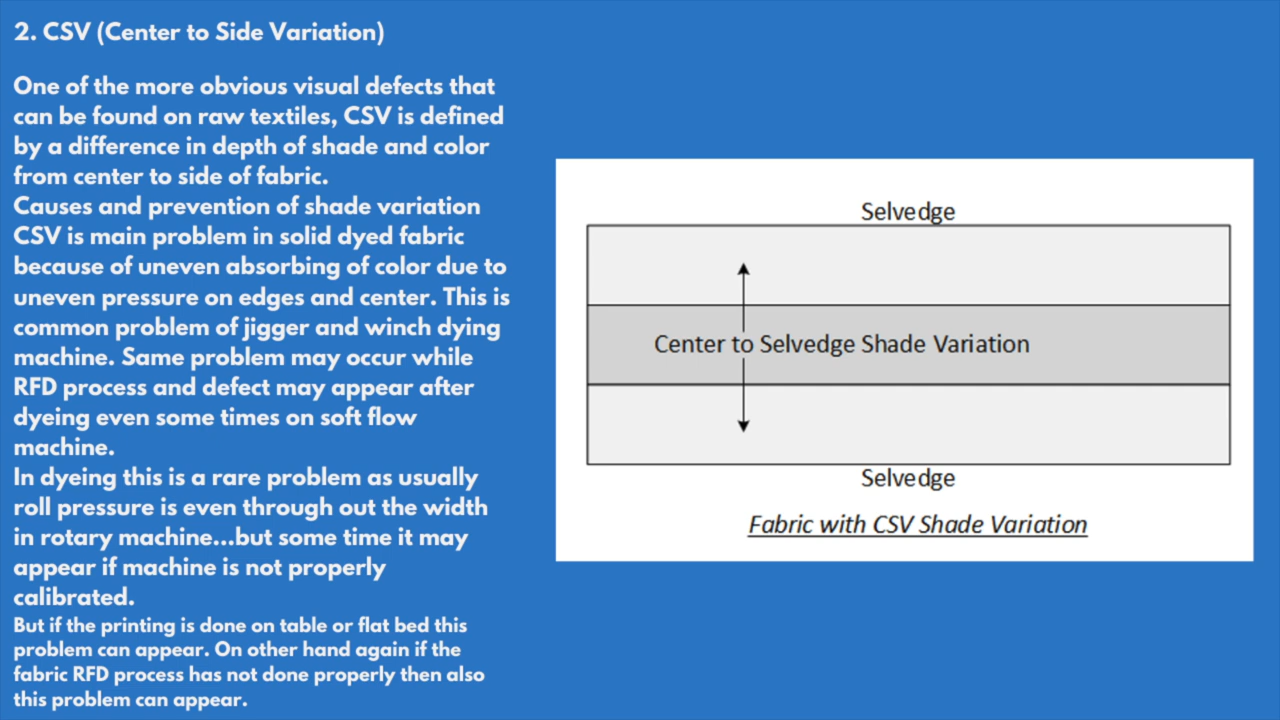 2. CSV (Center to Side Variation)
One of the more obvious visual defects that
can be found on raw textiles, CSV is defined
by a difference in depth of shade and color
from center to side of fabric.
Causes and prevention of shade variation
CSV is main problem in solid dyed fabric
because of uneven absorbing of color due to
uneven pressure on edges and center. This is
common problem of jigger and winch dying
machine. Same problem may occur while
RFD process and defect may appear after
dyeing even some times on soft flow
machine.
In dyeing this is a rare problem as usually
roll pressure is even through out the width
in rotary machine...but some time it may
appear if machine is not properly
calibrated.
But if the printing is done on table or flat bed this
problem can appear. On other hand again if the
fabric RFD process has not done properly then also
this problem can appear.
Selvedge
Center to Selvedge Shade Variation
Selvedge
Fabric with CSV Shade Variation